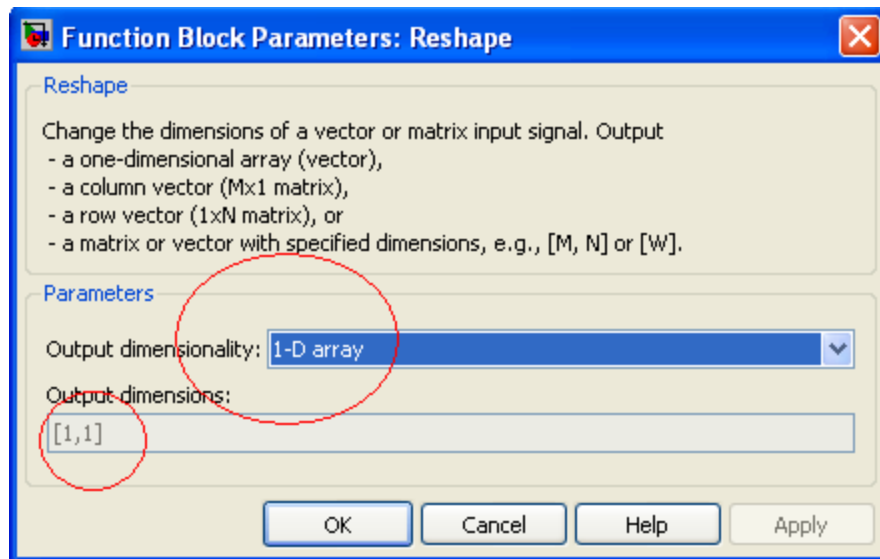 Function Block Parameters: Reshape
Reshape
Change the dimensions of a vector or matrix input signal. Output
- a one-dimensional array (vector),
- a column vector (Mx1 matrix),
- a row vector (1xN matrix), or
- a matrix or vector with specified dimensions, e.g., [M, N] or [W].
Parameters
Output dimensionality: 1-D array
Output dimensions:
[1,1]
OK Cancel Help Apply